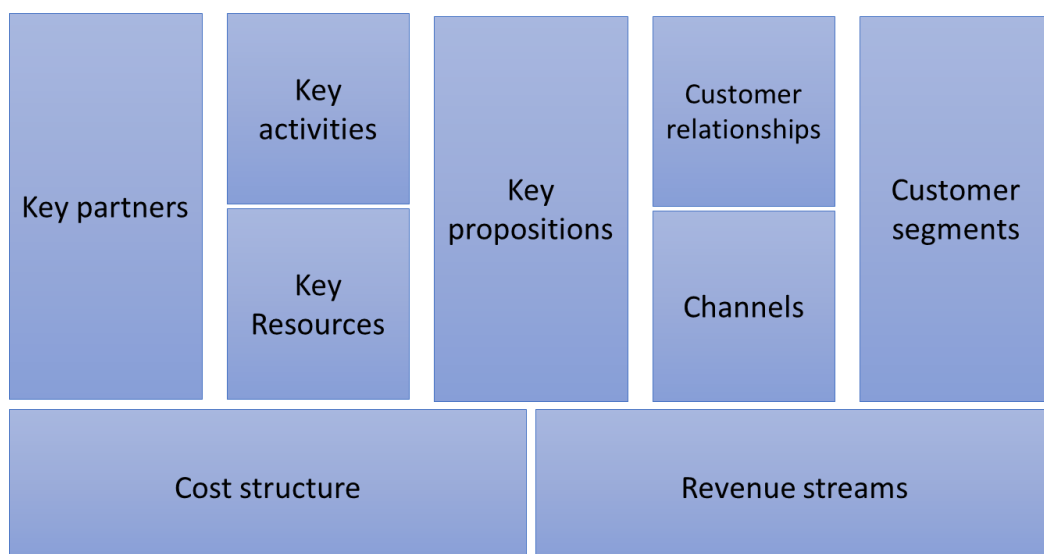 Key partners
Key
activities
Key
Resources
Key
propositions
Customer
relationships
Channels
Customer
segments
Cost structure
Revenue streams